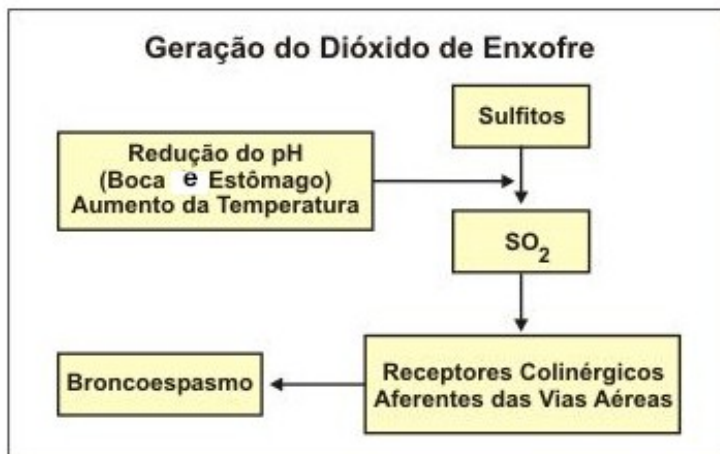 Geração do Dióxido de Enxofre
Sulfitos
Redução do pH
(Boca e Estômago)
Aumento da Temperatura
SO2
Receptores Colinérgicos
Aferentes das Vias Aéreas
Broncoespasmo